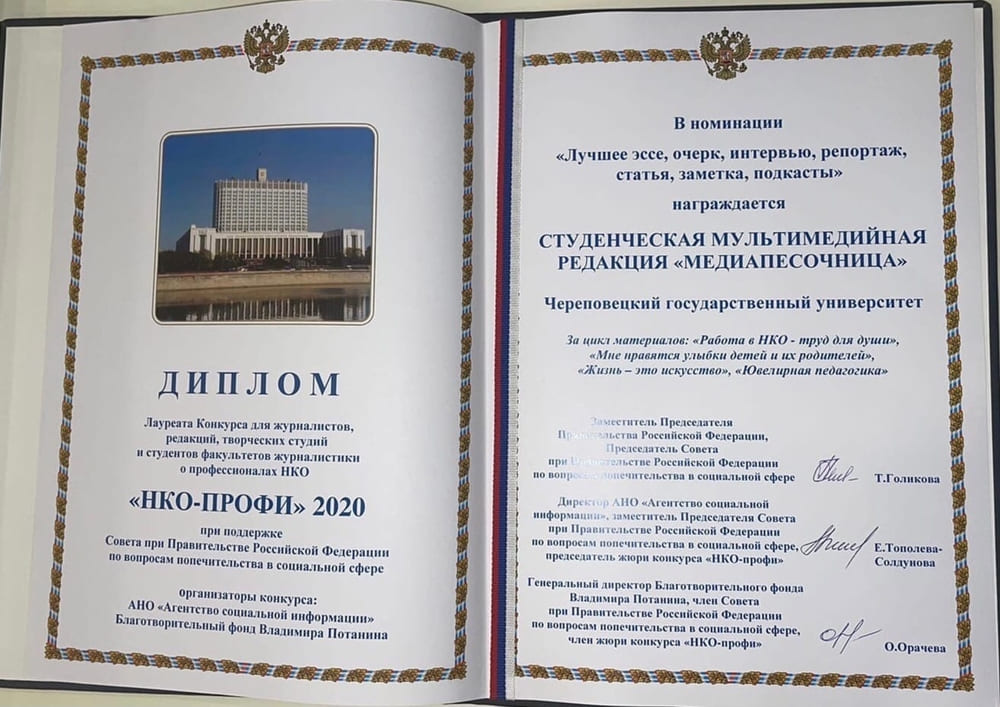 ДИПЛОМ
Лауреата Конкурса для журналистов,
редакций, творческих студий
и студентов факультетов журналистики
о профессионалах НКО
«НКО-ПРОФИ» 2020
при поддержке
Совета при Правительстве Российской Федерации
по вопросам попечительства в социальной сфере
организаторы конкурса:
АНО «Агентство социальной информации»
Благотворительный фонд Владимира Потанина
В номинации
«Лучшее эссе, очерк, интервью, репортаж,
статья, заметка, подкасты»
награждается
СТУДЕНЧЕСКАЯ МУЛЬТИМЕДИЙНАЯ
РЕДАКЦИЯ «МЕДИАПЕСОЧНИЦА»
Череповецкий государственный университет
За цикл материалов: «Работа в НКО - труд для души»,
«Мне нравятся улыбки детей и их родителей»,
«Жизнь – это искусство», «Ювелирная педагогика»
Заместитель Председателя
Правительства Российской Федерации,
Председатель Совета
при Правительстве Российской Федерации
по вопросам попечительства в социальной сфере
Т.Голикова
Директор АНО «Агентство социальной
информации», заместитель Председателя Совета
при Правительстве Российской Федерации
по вопросам попечительства в социальной сфере,
председатель жюри конкурса «НКО-профи»
Е.Тополева-
Солдунова
Генеральный директор Благотворительного фонда
Владимира Потанина, член Совета
при Правительстве Российской Федерации
по вопросам попечительства в социальной сфере,
член жюри конкурса «НКО-профи»
О.Орачева